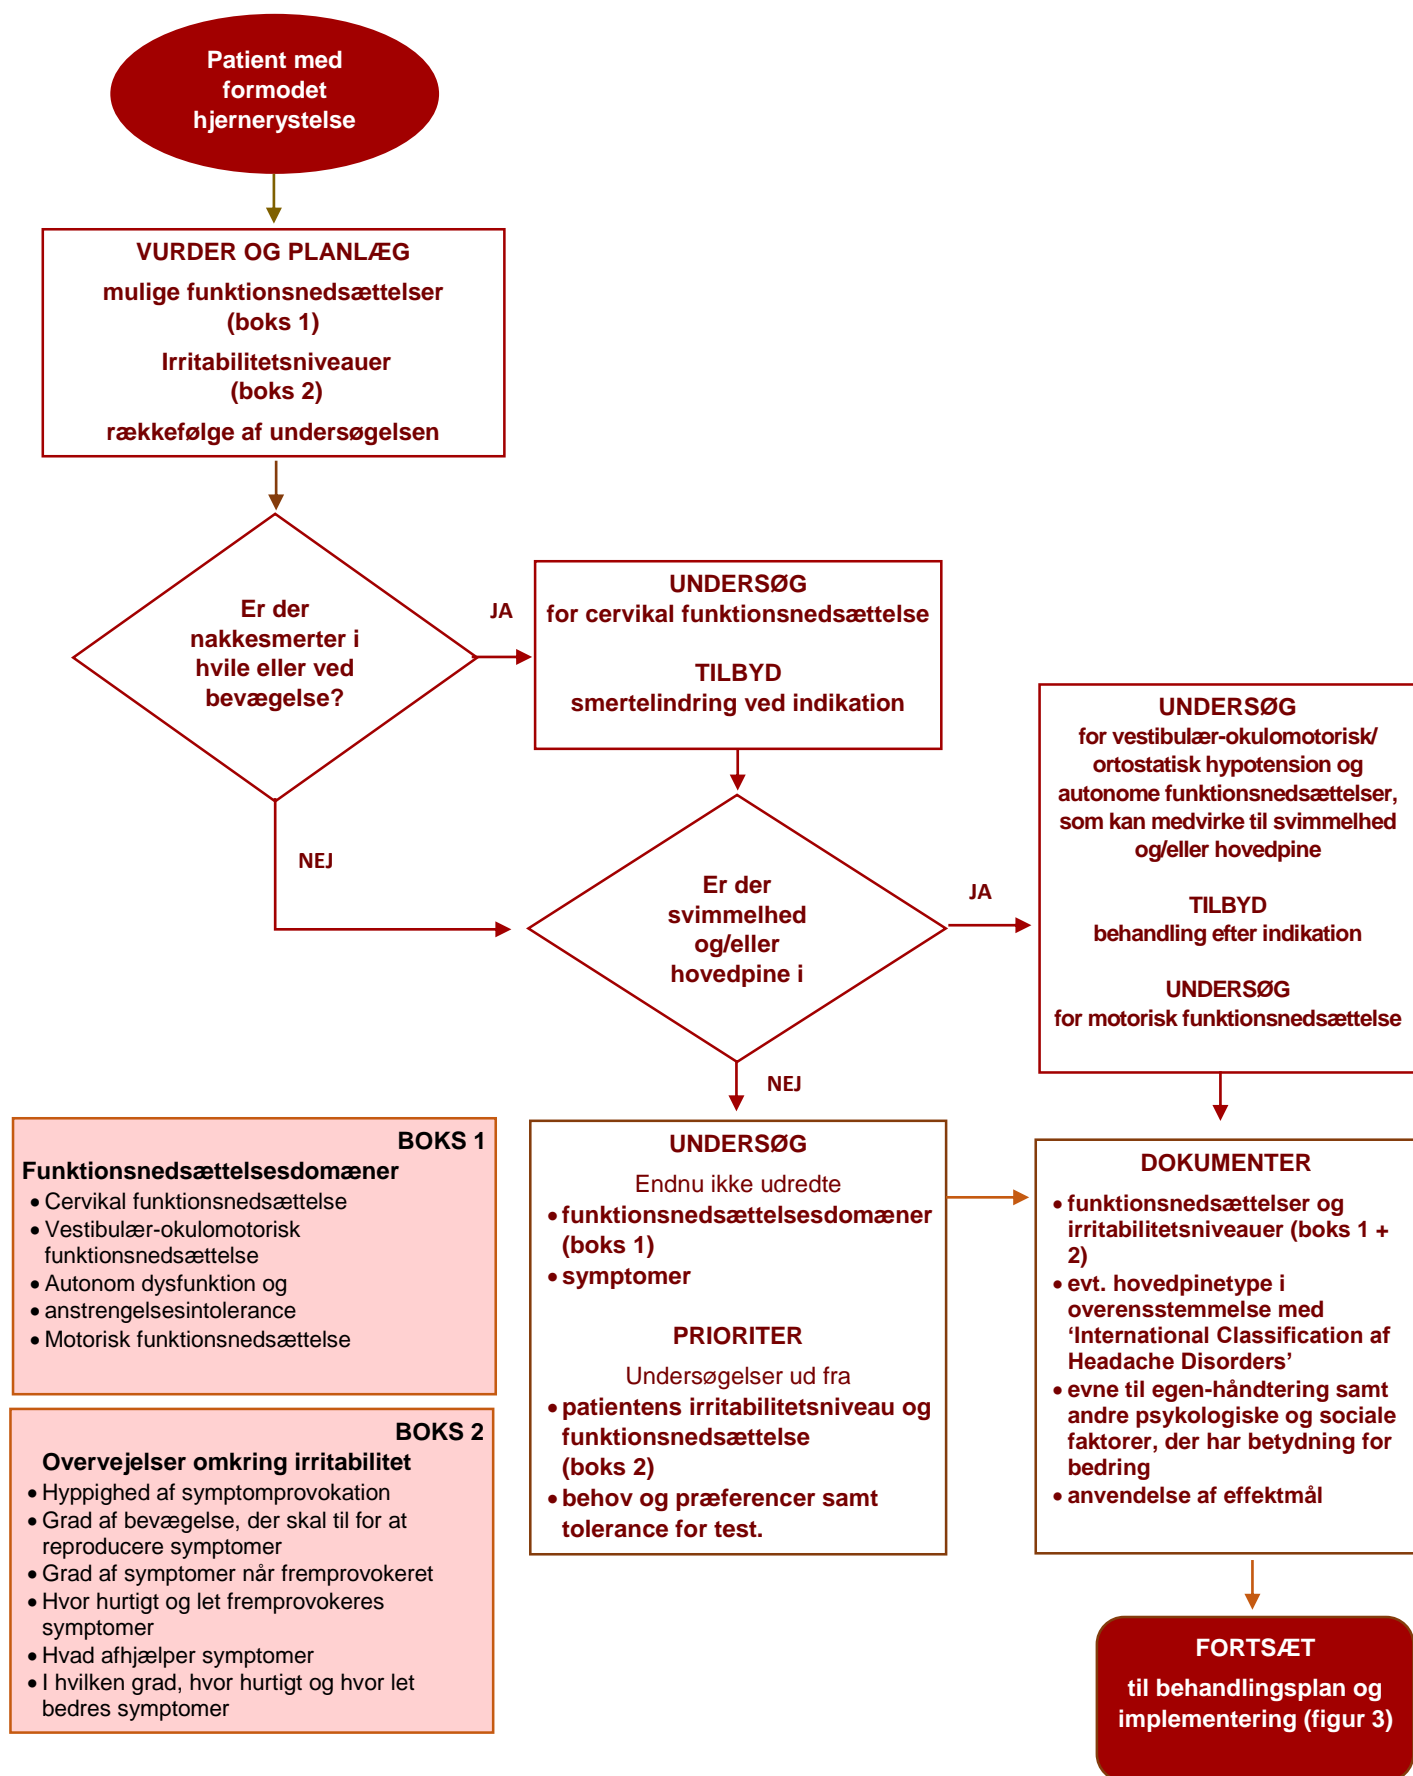 Patient med
formodet
hjernerystelse
VURDER OG PLANLÆG
mulige funktionsnedsættelser
(boks 1)
Irritabilitetsniveauer
(boks 2)
rækkefølge af undersøgelsen
Er der
nakkesmerter i
hvile eller ved
bevægelse?
JA
UNDERSØG
for cervikal funktionsnedsættelse
TILBYD
smertelindring ved indikation
NEJ
Er der
svimmelhed
og/eller
hovedpine i
JA
UNDERSØG
for vestibulær-okulomotorisk/
ortostatisk hypotension og
autonome funktionsnedsættelser,
som kan medvirke til svimmelhed
og/eller hovedpine
TILBYD
behandling efter indikation
UNDERSØG
for motorisk funktionsnedsættelse
NEJ
BOKS 1
Funktionsnedsættelsesdomæner
• Cervikal funktionsnedsættelse
• Vestibulær-okulomotorisk
funktionsnedsættelse
• Autonom dysfunktion og
• anstrengelsesintolerance
• Motorisk funktionsnedsættelse
BOKS 2
Overvejelser omkring irritabilitet
• Hyppighed af symptomprovokation
• Grad af bevægelse, der skal til for at
reproducere symptomer
• Grad af symptomer når fremprovokeret
• Hvor hurtigt og let fremprovokeres
symptomer
• Hvad afhjælper symptomer
• I hvilken grad, hvor hurtigt og hvor let
bedres symptomer
UNDERSØG
Endnu ikke udredte
• funktionsnedsættelsesdomæner
(boks 1)
• symptomer
PRIORITER
Undersøgelser ud fra
• patientens irritabilitetsniveau og
funktionsnedsættelse
(boks 2)
• behov og præferencer samt
tolerance for test.
DOKUMENTER
• funktionsnedsættelser og
irritabilitetsniveauer (boks 1 +
2)
• evt. hovedpinetype i
overensstemmelse med
‘International Classification af
Headache Disorders’
• evne til egen-håndtering samt
andre psykologiske og sociale
faktorer, der har betydning for
bedring
• anvendelse af effektmål
FORTSÆT
til behandlingsplan og
implementering (figur 3)